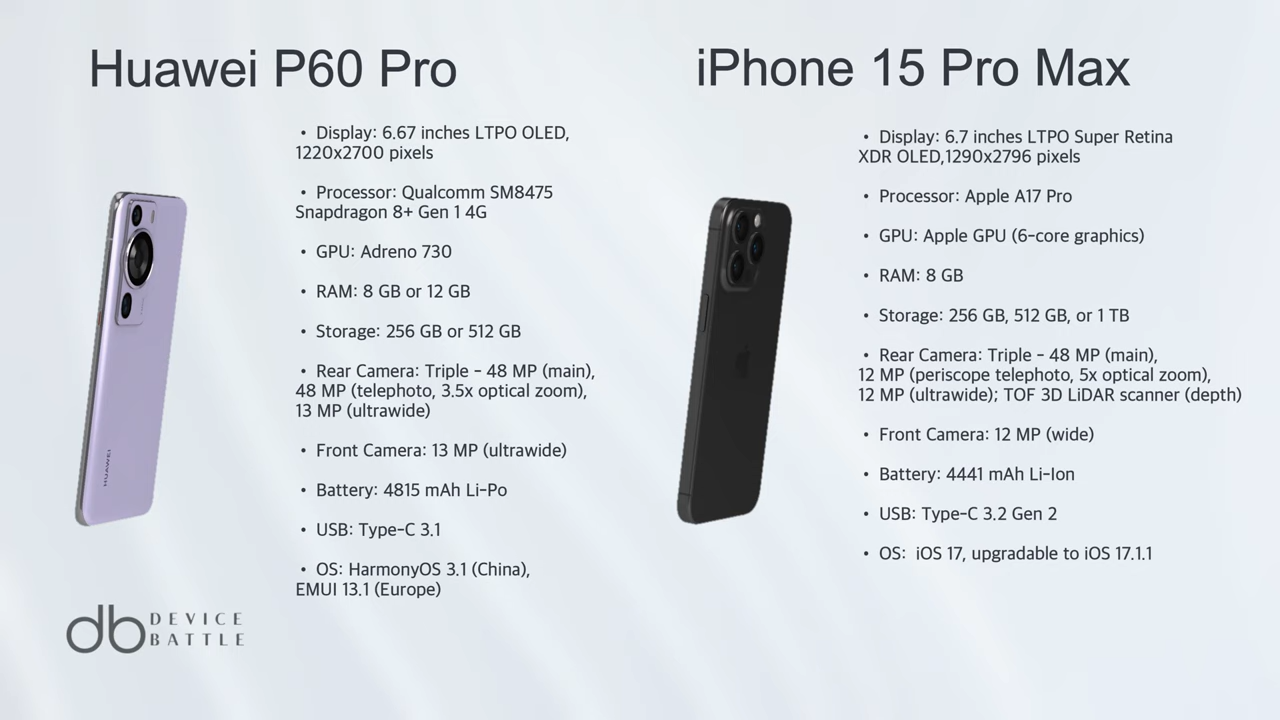 Huawei P60 Pro
• Display: 6.67 inches LTPO OLED,
1220x2700 pixels
• Processor: Qualcomm SM8475
Snapdragon 8+ Gen 1 4G
• GPU: Adreno 730
• RAM: 8 GB or 12 GB
• Storage: 256 GB or 512 GB
• Rear Camera: Triple - 48 MP (main),
48 MP (telephoto, 3.5x optical zoom),
13 MP (ultrawide)
• Front Camera: 13 MP (ultrawide)
• Battery: 4815 mAh Li-Po
• USB: Type-C 3.1
• OS: HarmonyOS 3.1 (China),
EMUI 13.1 (Europe)
HUAWEI
db DEVICE
BATTLE
iPhone 15 Pro Max
• Display: 6.7 inches LTPO Super Retina
XDR OLED,1290x2796 pixels
• Processor: Apple A17 Pro
• GPU: Apple GPU (6-core graphics)
• RAM: 8 GB
• Storage: 256 GB, 512 GB, or 1 TB
• Rear Camera: Triple - 48 MP (main),
12 MP (periscope telephoto, 5x optical zoom),
12 MP (ultrawide); TOF 3D LiDAR scanner (depth)
• Front Camera: 12 MP (wide)
• Battery: 4441 mAh Li-Ion
• USB: Type-C 3.2 Gen 2
• OS:  iOS 17, upgradable to iOS 17.1.1